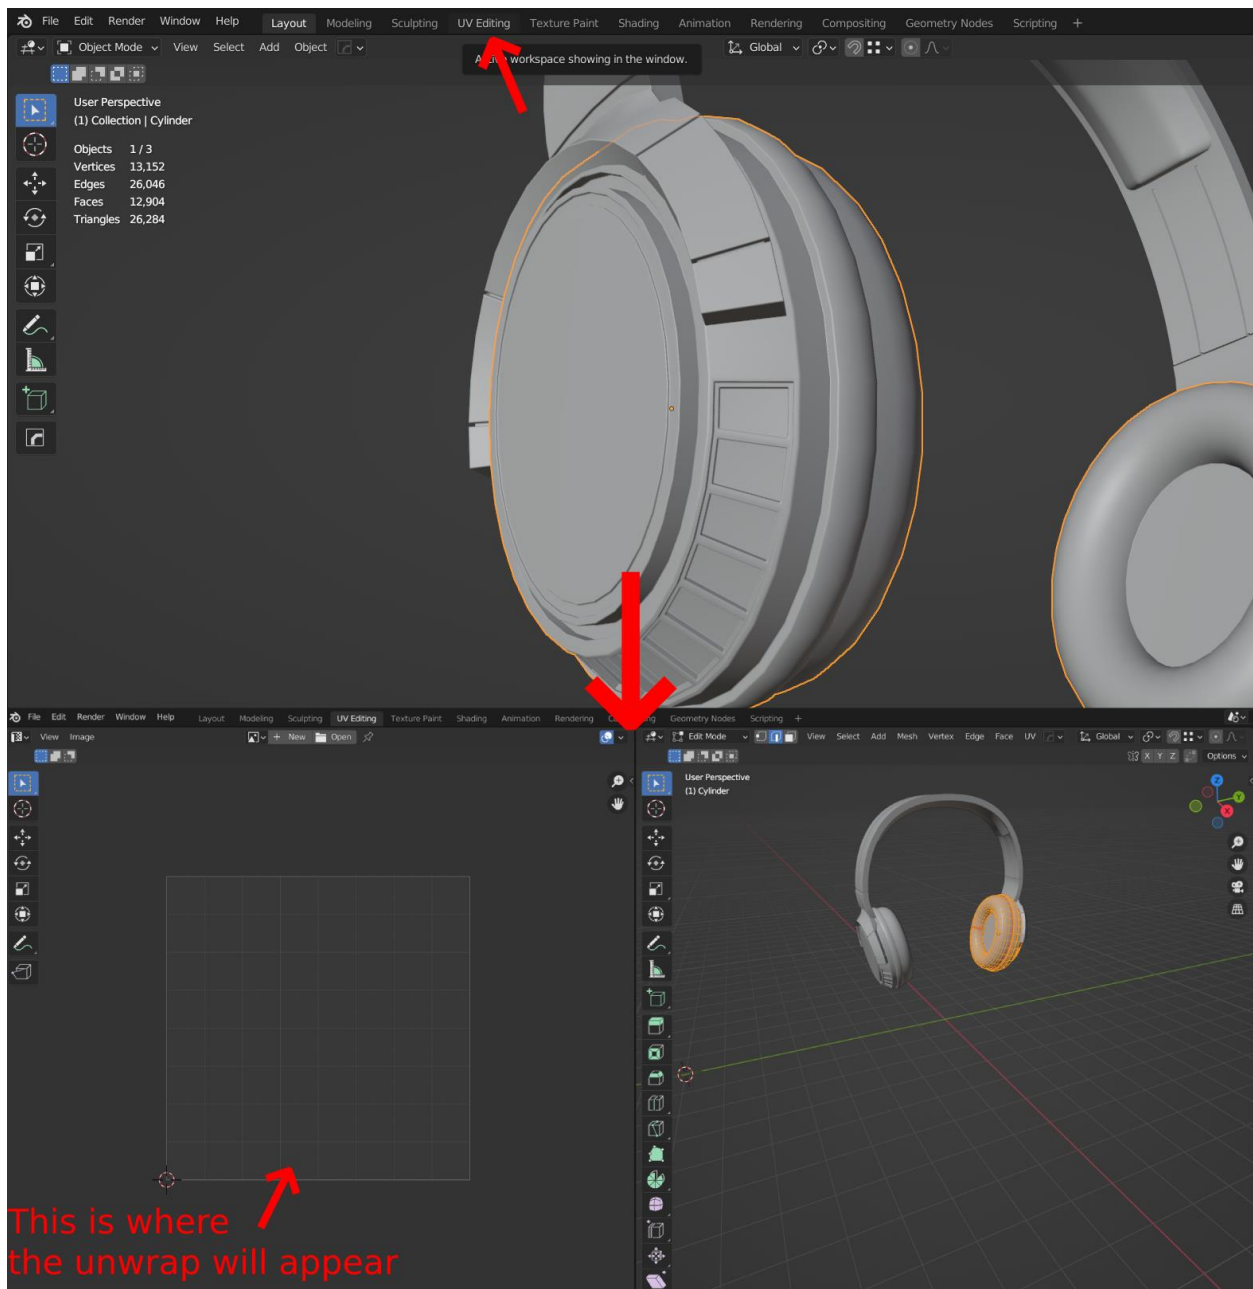 File Edit Render Window Help Layout Modeling Sculpting UV Editing Texture Paint Shading Animation Rendering Compositing Geometry Nodes Scripting +
Object Mode View Select Add Object Global
workspace showing in the window.
User Perspective
(1) Collection | Cylinder
Objects 1 / 3
Vertices 13,152
Edges 26,046
Faces 12,904
Triangles 26,284
File Edit Render Window Help Layout Modeling Sculpting UV Editing Texture Paint Shading Animation Rendering Geometry Nodes Scripting +
View Image + New Open Edit Mode View Select Add Mesh Vertex Edge Face UV Global
X Y Z Options
User Perspective
(1) Cylinder
Z
Y
X
This is where
the unwrap will appear